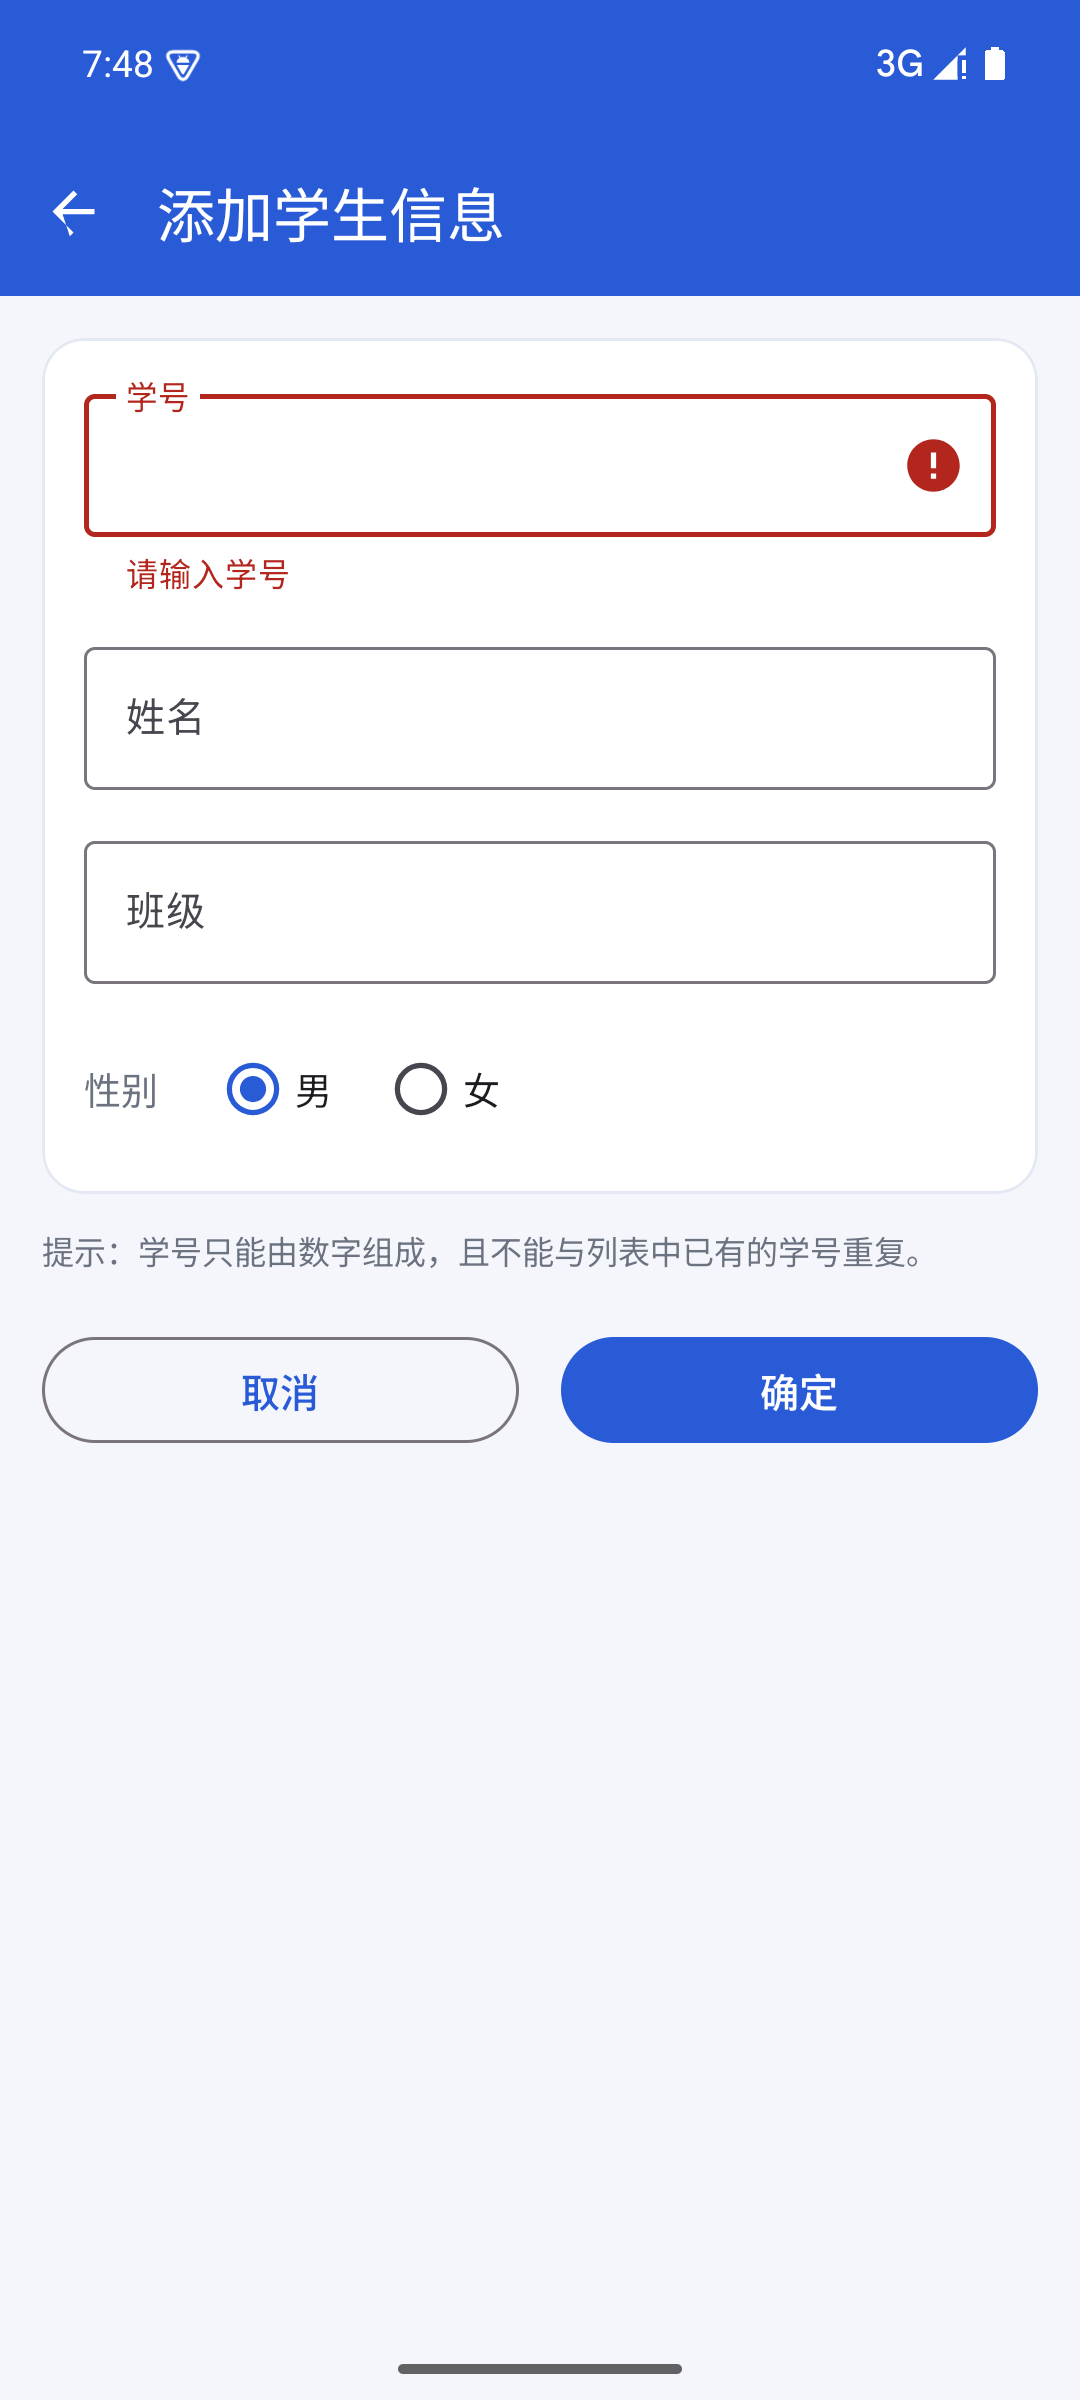 7:48
3G
添加学生信息
学号
请输入学号
姓名
班级
性别 男 女
提示：学号只能由数字组成，且不能与列表中已有的学号重复。
取消 确定